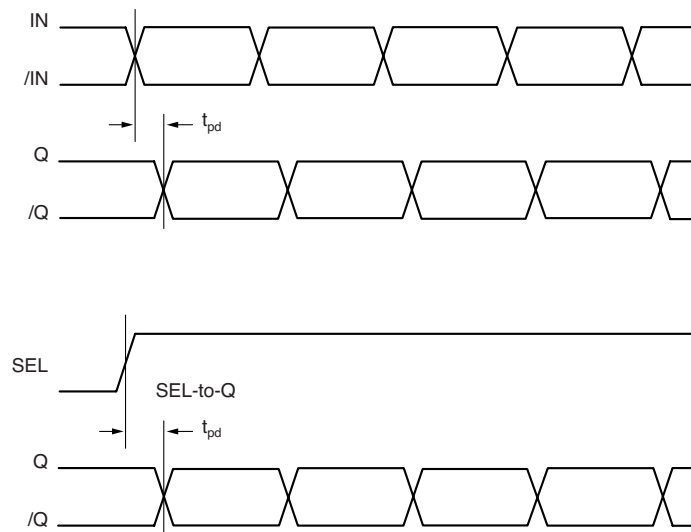 IN
/IN
tpd
Q
/Q
SEL
SEL-to-Q
tpd
Q
/Q